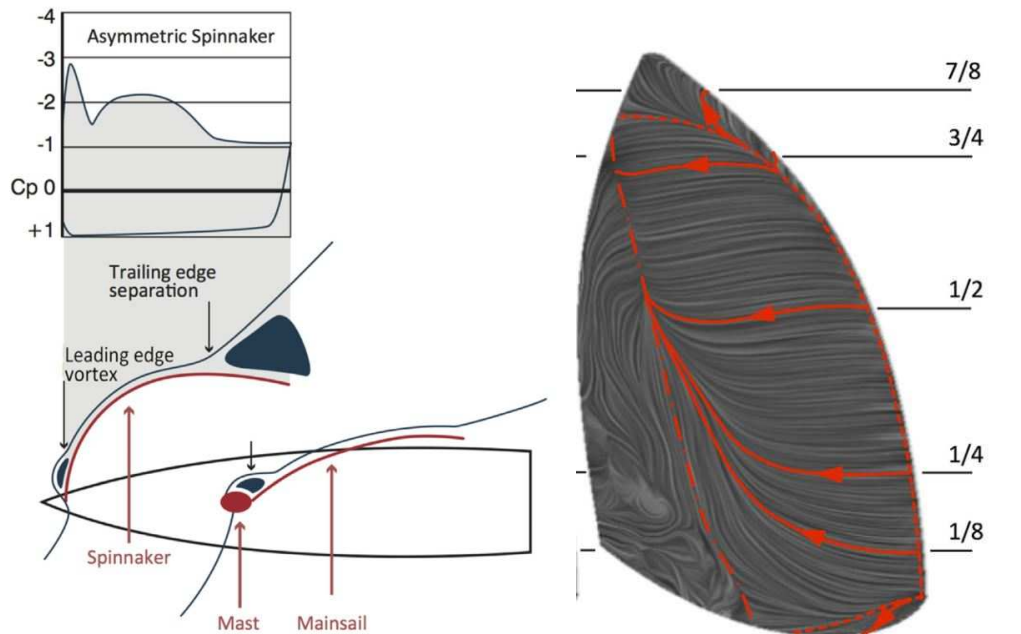 -4
Asymmetric Spinnaker
-3
-2
-1
Cp 0
+1
Trailing edge
separation
Leading edge
vortex
Spinnaker
Mast
Mainsail
7/8
3/4
1/2
1/4
1/8